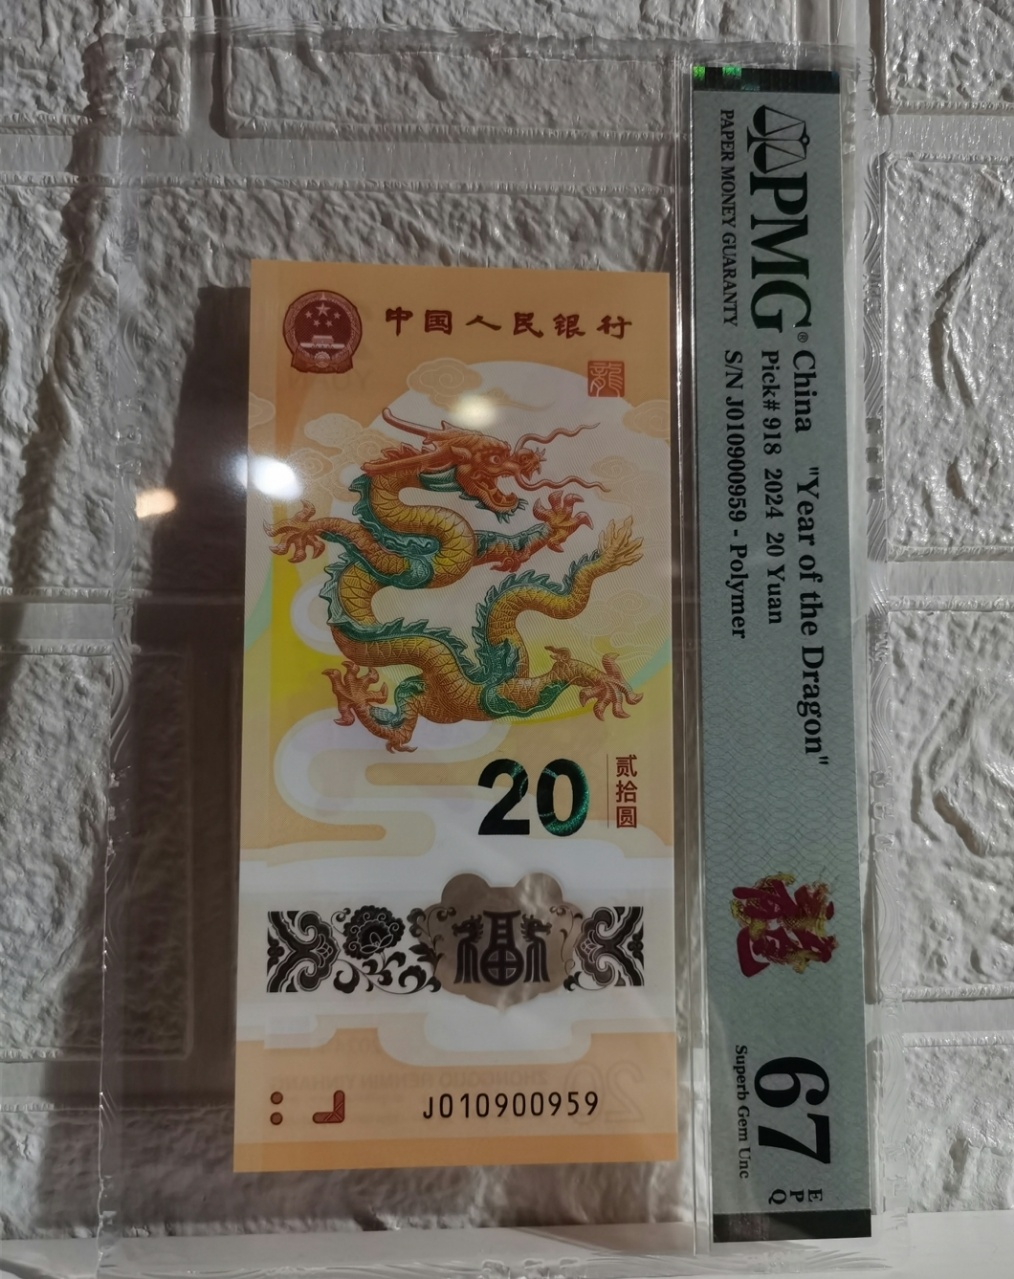 中国人民银行
龍
20
贰拾圆
福
J010900959
PMG®
PAPER MONEY GUARANTY
China "Year of the Dragon"
Pick# 918 2024 20 Yuan
S/N J010900959 - Polymer
67
EPQ
Superb Gem Unc